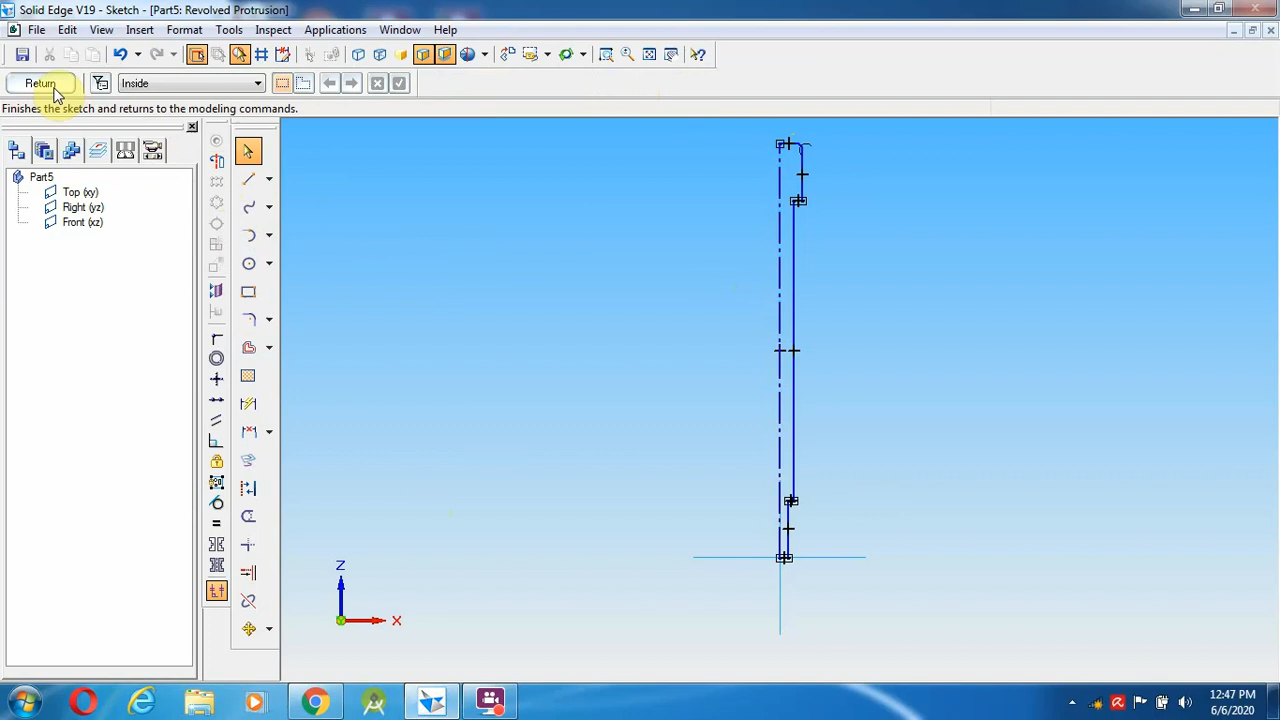 Solid Edge V19 - Sketch - [Part5: Revolved Protrusion]
File Edit View Insert Format Tools Inspect Applications Window Help
Return Inside
Finishes the sketch and returns to the modeling commands.
Part5
Top (xy)
Right (yz)
Front (xz)
Z
X
12:47 PM
6/6/2020